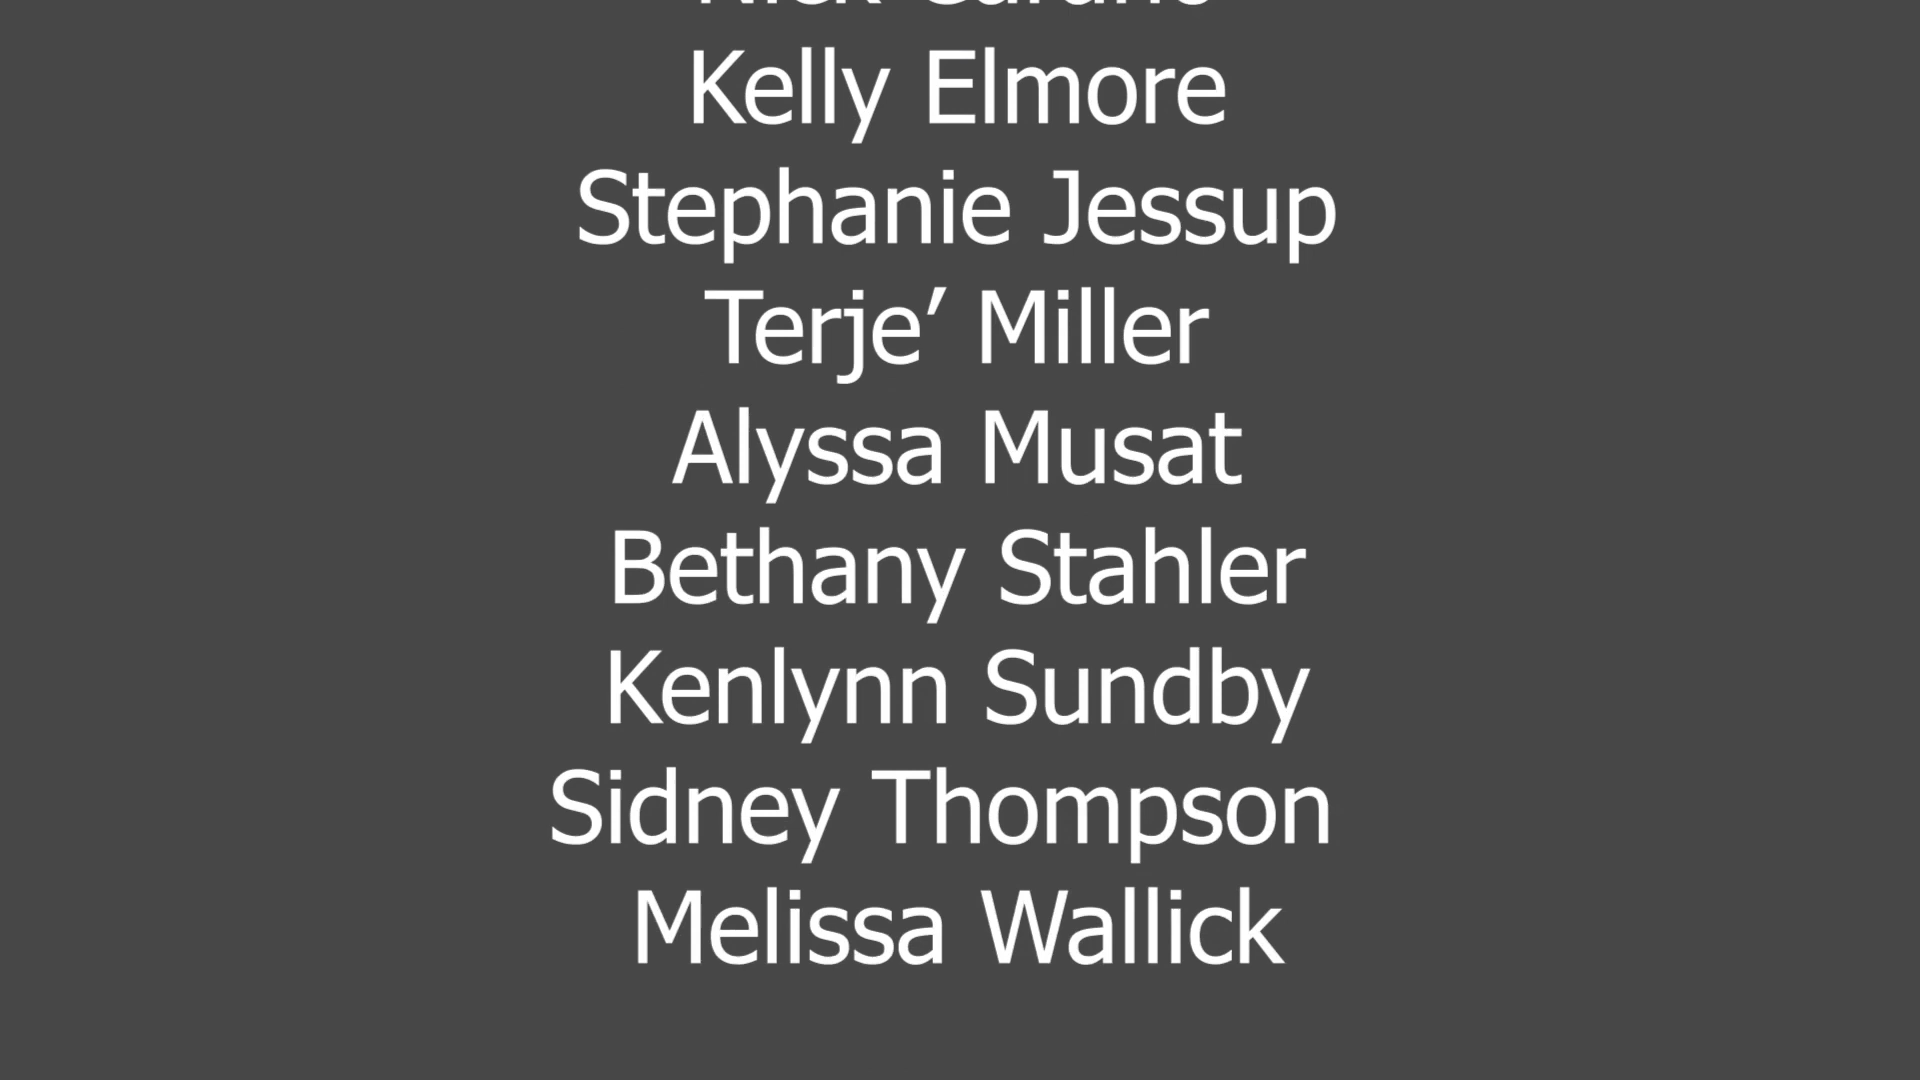 Kelly Elmore
Stephanie Jessup
Terje’ Miller
Alyssa Musat
Bethany Stahler
Kenlynn Sundby
Sidney Thompson
Melissa Wallick